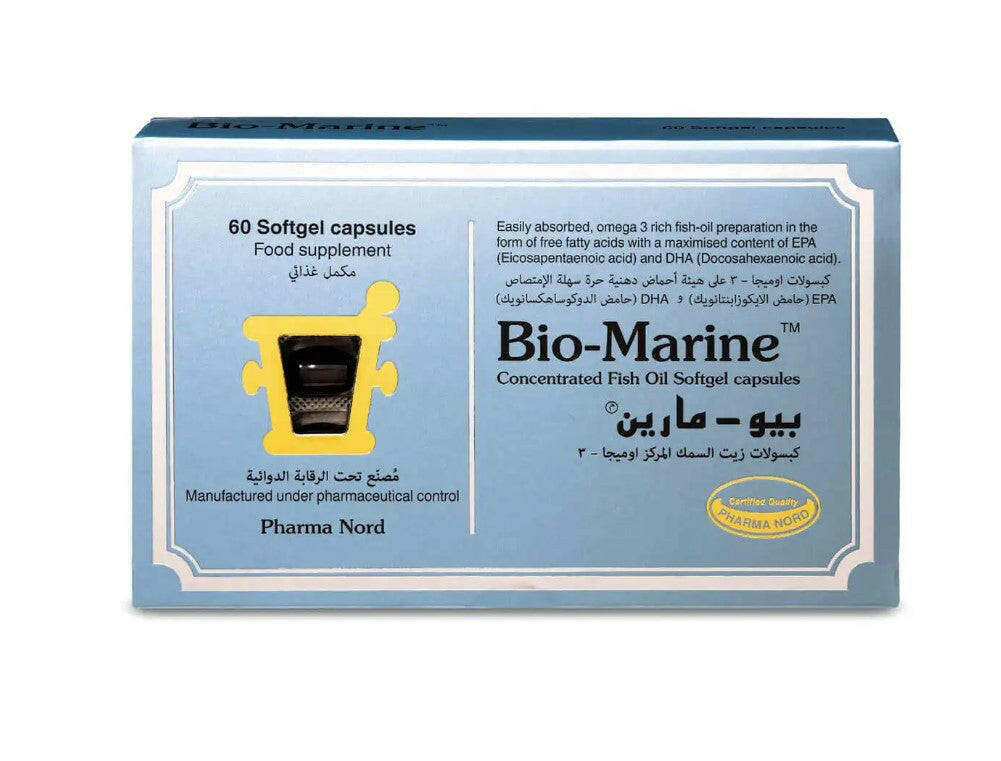 Bio-Marine™
60 Softgel capsules
60 Softgel capsules
Food supplement
مكمل غذائي
مُصنّع تحت الرقابة الدوائية
Manufactured under pharmaceutical control
Pharma Nord
Easily absorbed, omega 3 rich fish-oil preparation in the
form of free fatty acids with a maximised content of EPA
(Eicosapentaenoic acid) and DHA (Docosahexaenoic acid).
كبسولات اوميجا - ٣ على هيئة أحماض دهنية حرة سهلة الإمتصاص
EPA (حامض الايكوزابنتانويك) و DHA (حامض الدوكوساهكسانويك)
Bio-Marine™
Concentrated Fish Oil Softgel capsules
بيو - مارين
كبسولات زيت السمك المركز اوميجا - ٣
Certified Quality
PHARMA NORD